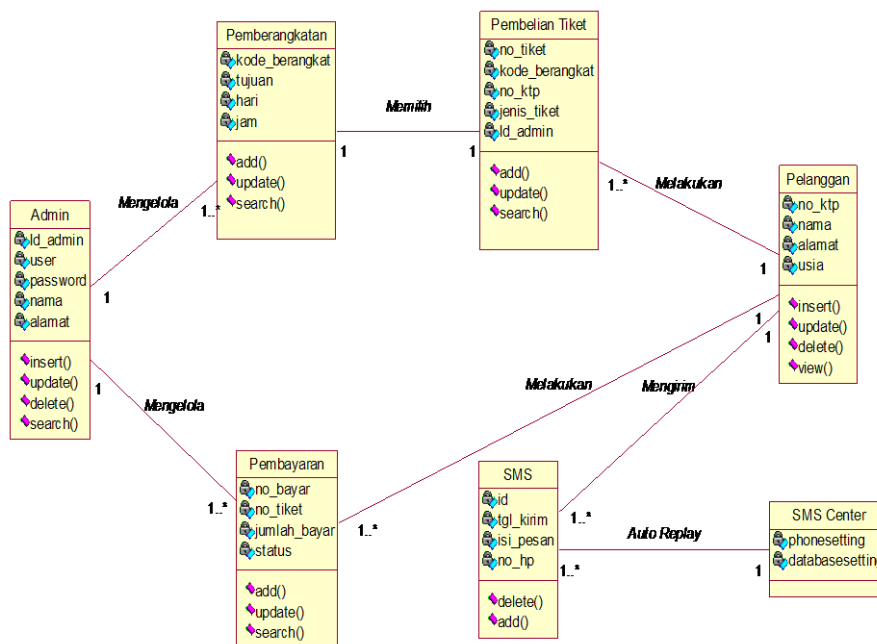 Pemberangkatan
kode_berangkat
tujuan
hari
jam
add()
update()
search()
Memilih
1
1
Pembelian Tiket
no_tiket
kode_berangkat
no_ktp
jenis_tiket
Id_admin
add()
update()
search()
1..*
Melakukan
1
Pelanggan
no_ktp
nama
alamat
usia
insert()
update()
delete()
view()
Admin
Id_admin
user
password
nama
alamat
insert()
update()
delete()
search()
Mengelola
1..*
1
1
Mengelola
1..*
Pembayaran
no_bayar
no_tiket
jumlah_bayar
status
add()
update()
search()
Melakukan
1
1..*
Mengirim
1
1..*
SMS
id
tgl_kirim
isi_pesan
no_hp
delete()
add()
Auto Replay
1..*
1
SMS Center
phonesetting
databasesetting